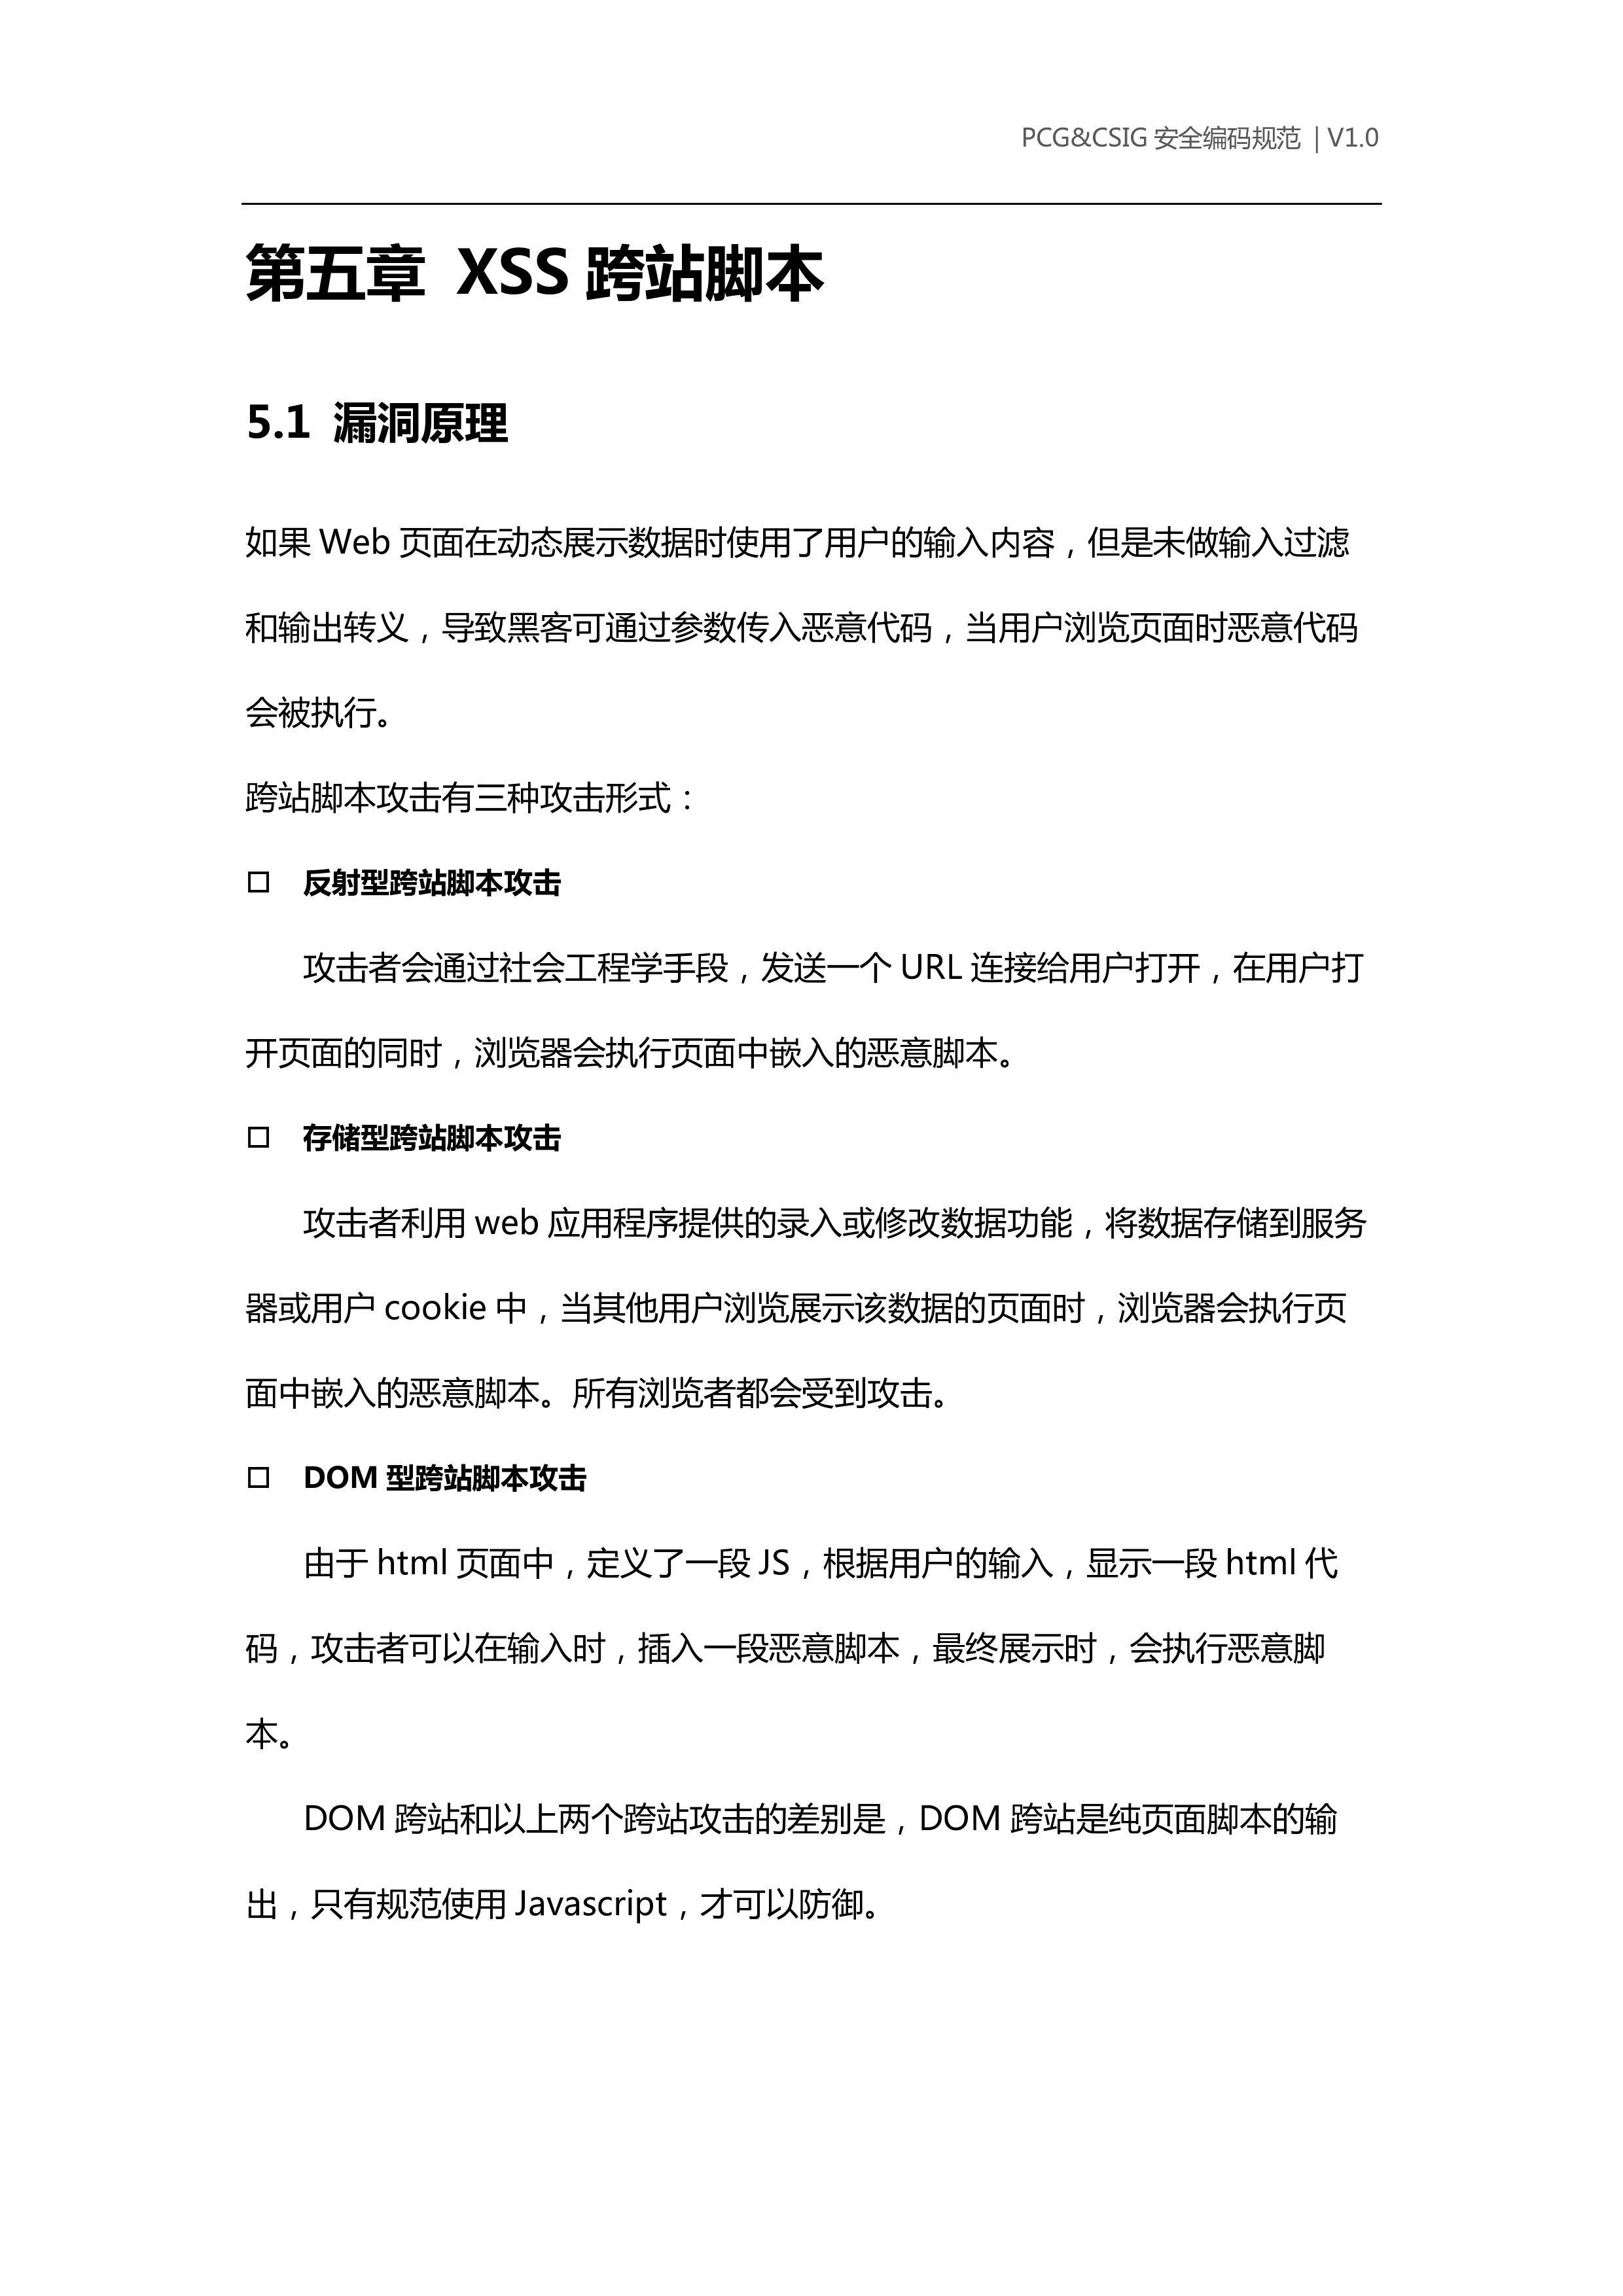 PCG&CSIG 安全编码规范 | V1.0
第五章 XSS 跨站脚本
5.1 漏洞原理
如果 Web 页面在动态展示数据时使用了用户的输入内容，但是未做输入过滤
和输出转义，导致黑客可通过参数传入恶意代码，当用户浏览页面时恶意代码
会被执行。
跨站脚本攻击有三种攻击形式：
□ 反射型跨站脚本攻击
攻击者会通过社会工程学手段，发送一个 URL 连接给用户打开，在用户打
开页面的同时，浏览器会执行页面中嵌入的恶意脚本。
□ 存储型跨站脚本攻击
攻击者利用 web 应用程序提供的录入或修改数据功能，将数据存储到服务
器或用户 cookie 中，当其他用户浏览展示该数据的页面时，浏览器会执行页
面中嵌入的恶意脚本。所有浏览者都会受到攻击。
□ DOM 型跨站脚本攻击
由于 html 页面中，定义了一段 JS，根据用户的输入，显示一段 html 代
码，攻击者可以在输入时，插入一段恶意脚本，最终展示时，会执行恶意脚
本。
DOM 跨站和以上两个跨站攻击的差别是，DOM 跨站是纯页面脚本的输
出，只有规范使用 Javascript，才可以防御。